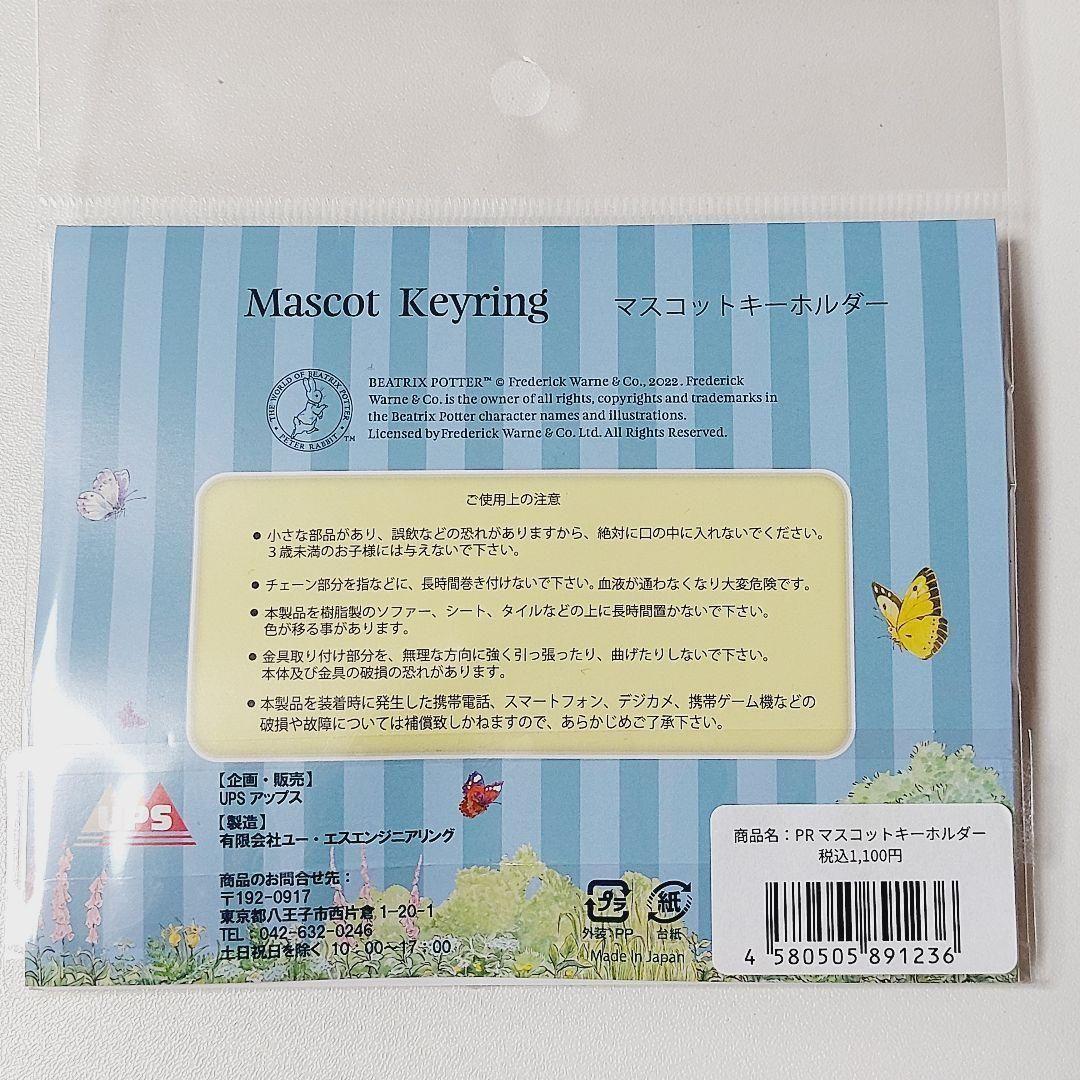 Mascot Keyring マスコットキーホルダー
THE WORLD OF BEATRIX POTTER
PETER RABBIT
TM
BEATRIX POTTER™ © Frederick Warne & Co., 2022. Frederick
Warne & Co. is the owner of all rights, copyrights and trademarks in
the Beatrix Potter character names and illustrations.
Licensed by Frederick Warne & Co. Ltd. All Rights Reserved.
ご使用上の注意
● 小さな部品があり、誤飲などの恐れがありますから、絶対に口の中に入れないでください。
３歳未満のお子様には与えないで下さい。
● チェーン部分を指などに、長時間巻き付けないで下さい。血液が通わなくなり大変危険です。
● 本製品を樹脂製のソファー、シート、タイルなどの上に長時間置かないで下さい。
色が移る事があります。
● 金具取り付け部分を、無理な方向に強く引っ張ったり、曲げたりしないで下さい。
本体及び金具の破損の恐れがあります。
● 本製品を装着時に発生した携帯電話、スマートフォン、デジカメ、携帯ゲーム機などの
破損や故障については補償致しかねますので、あらかじめご了承下さい。
UPS
【企画・販売】
UPS アップス
【製造】
有限会社ユー・エスエンジニアリング
商品のお問合せ先：
〒192-0917
東京都八王子市西片倉 1-20-1
TEL：042-632-0246
土日祝日を除く 10：00〜17：00
プラ 紙
外装：PP 台紙
Made in Japan
商品名：PR マスコットキーホルダー
税込1,100円
4 580505 891236